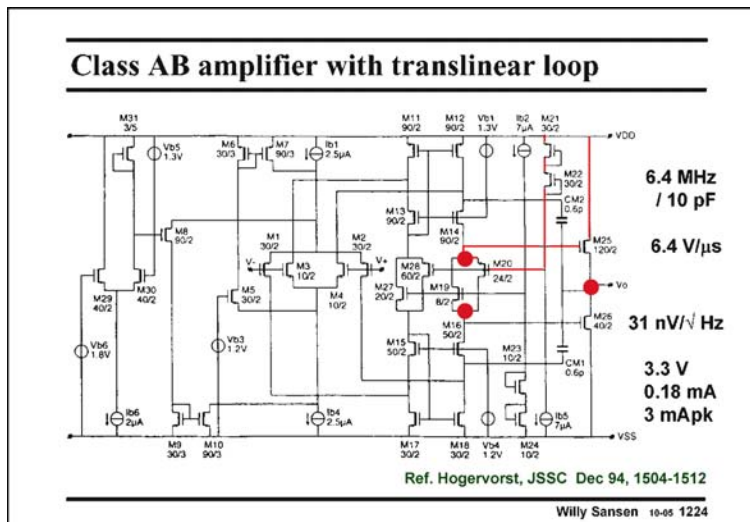 Class AB amplifier with translinear loop
M31
3/5
Vb5
1.3V
M6
30/3
M7
90/3
Ib1
2.5μA
M11
90/2
M12
90/2
Vb1
1.3V
Ib2
7μA
M21
30/2
VDD
M22
30/2
CM2
0.6p
M8
90/2
M13
90/2
M14
90/2
M25
120/2
M1
30/2
M2
30/2
V-
V+
M3
10/2
M4
10/2
M28
60/2
M20
24/2
M29
40/2
M30
40/2
M5
30/2
M27
20/2
M19
8/2
Vo
M26
40/2
M16
50/2
M15
50/2
M23
10/2
CM1
0.6p
Vb6
1.8V
Vb3
1.2V
Ib6
2μA
Ib4
2.5μA
Vb4
1.2V
Ib5
7μA
M9
30/3
M10
90/3
M17
30/2
M18
30/2
M24
10/2
VSS
6.4 MHz
/ 10 pF
6.4 V/μs
31 nV/√ Hz
3.3 V
0.18 mA
3 mApk
Ref. Hogervorst, JSSC Dec 94, 1504-1512
Willy Sansen 10-05 1224